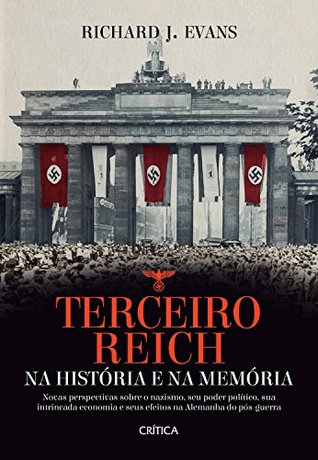 RICHARD J. EVANS
TERCEIRO
REICH
NA HISTÓRIA E NA MEMÓRIA
Novas perspectivas sobre o nazismo, seu poder político, sua
intrincada economia e seus efeitos na Alemanha do pós-guerra
CRÍTICA